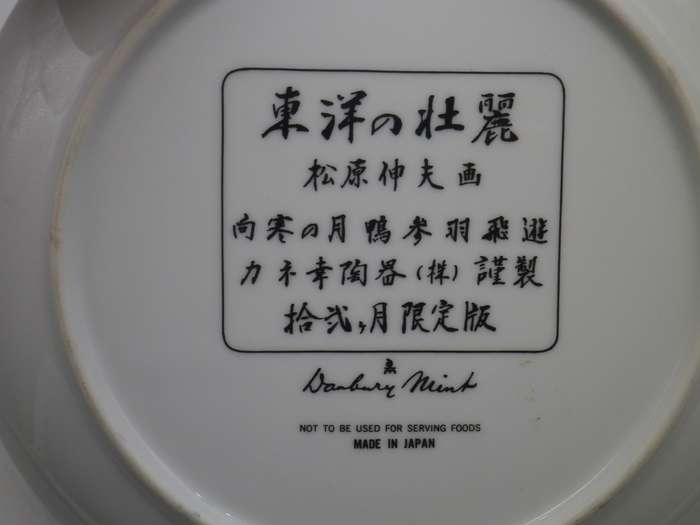 東洋の壮麗
松原伸夫画
向寒の月鴨参羽飛遊
カネ幸陶器(株)謹製
拾弐ヶ月限定版
Danbury Mint
NOT TO BE USED FOR SERVING FOODS
MADE IN JAPAN